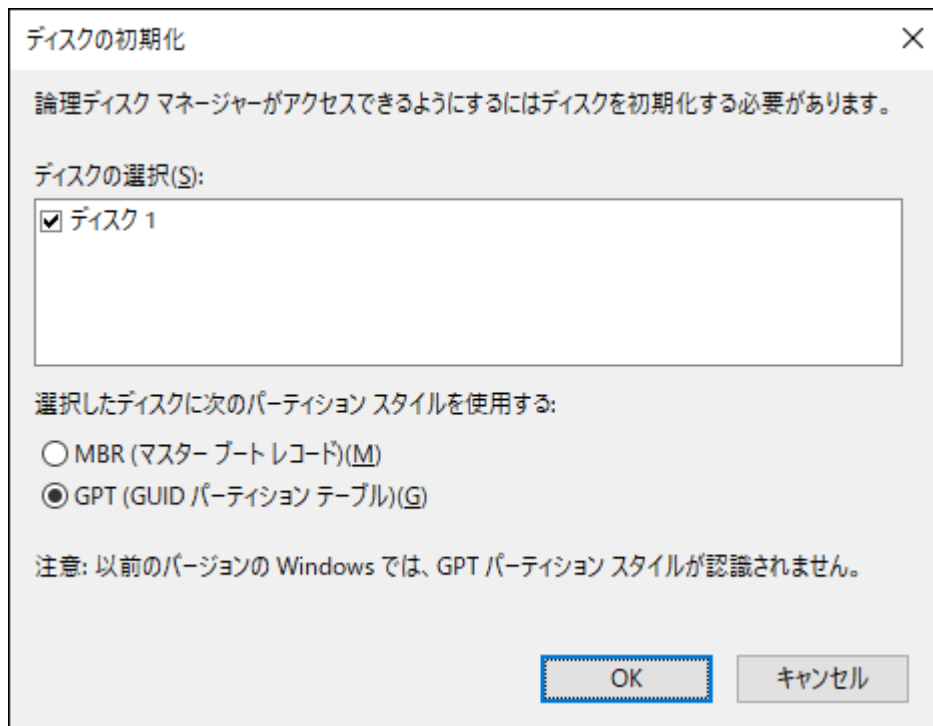 ディスクの初期化
論理ディスク マネージャーがアクセスできるようにするにはディスクを初期化する必要があります。
ディスクの選択(S):
ディスク 1
選択したディスクに次のパーティション スタイルを使用する:
MBR (マスター ブート レコード)(M)
GPT (GUID パーティション テーブル)(G)
注意: 以前のバージョンの Windows では、GPT パーティション スタイルが認識されません。
OK キャンセル